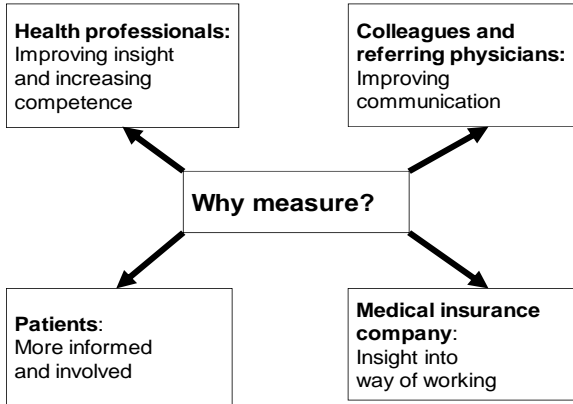 Health professionals:
Improving insight
and increasing
competence
Colleagues and
referring physicians:
Improving
communication
Why measure?
Patients:
More informed
and involved
Medical insurance
company:
Insight into
way of working